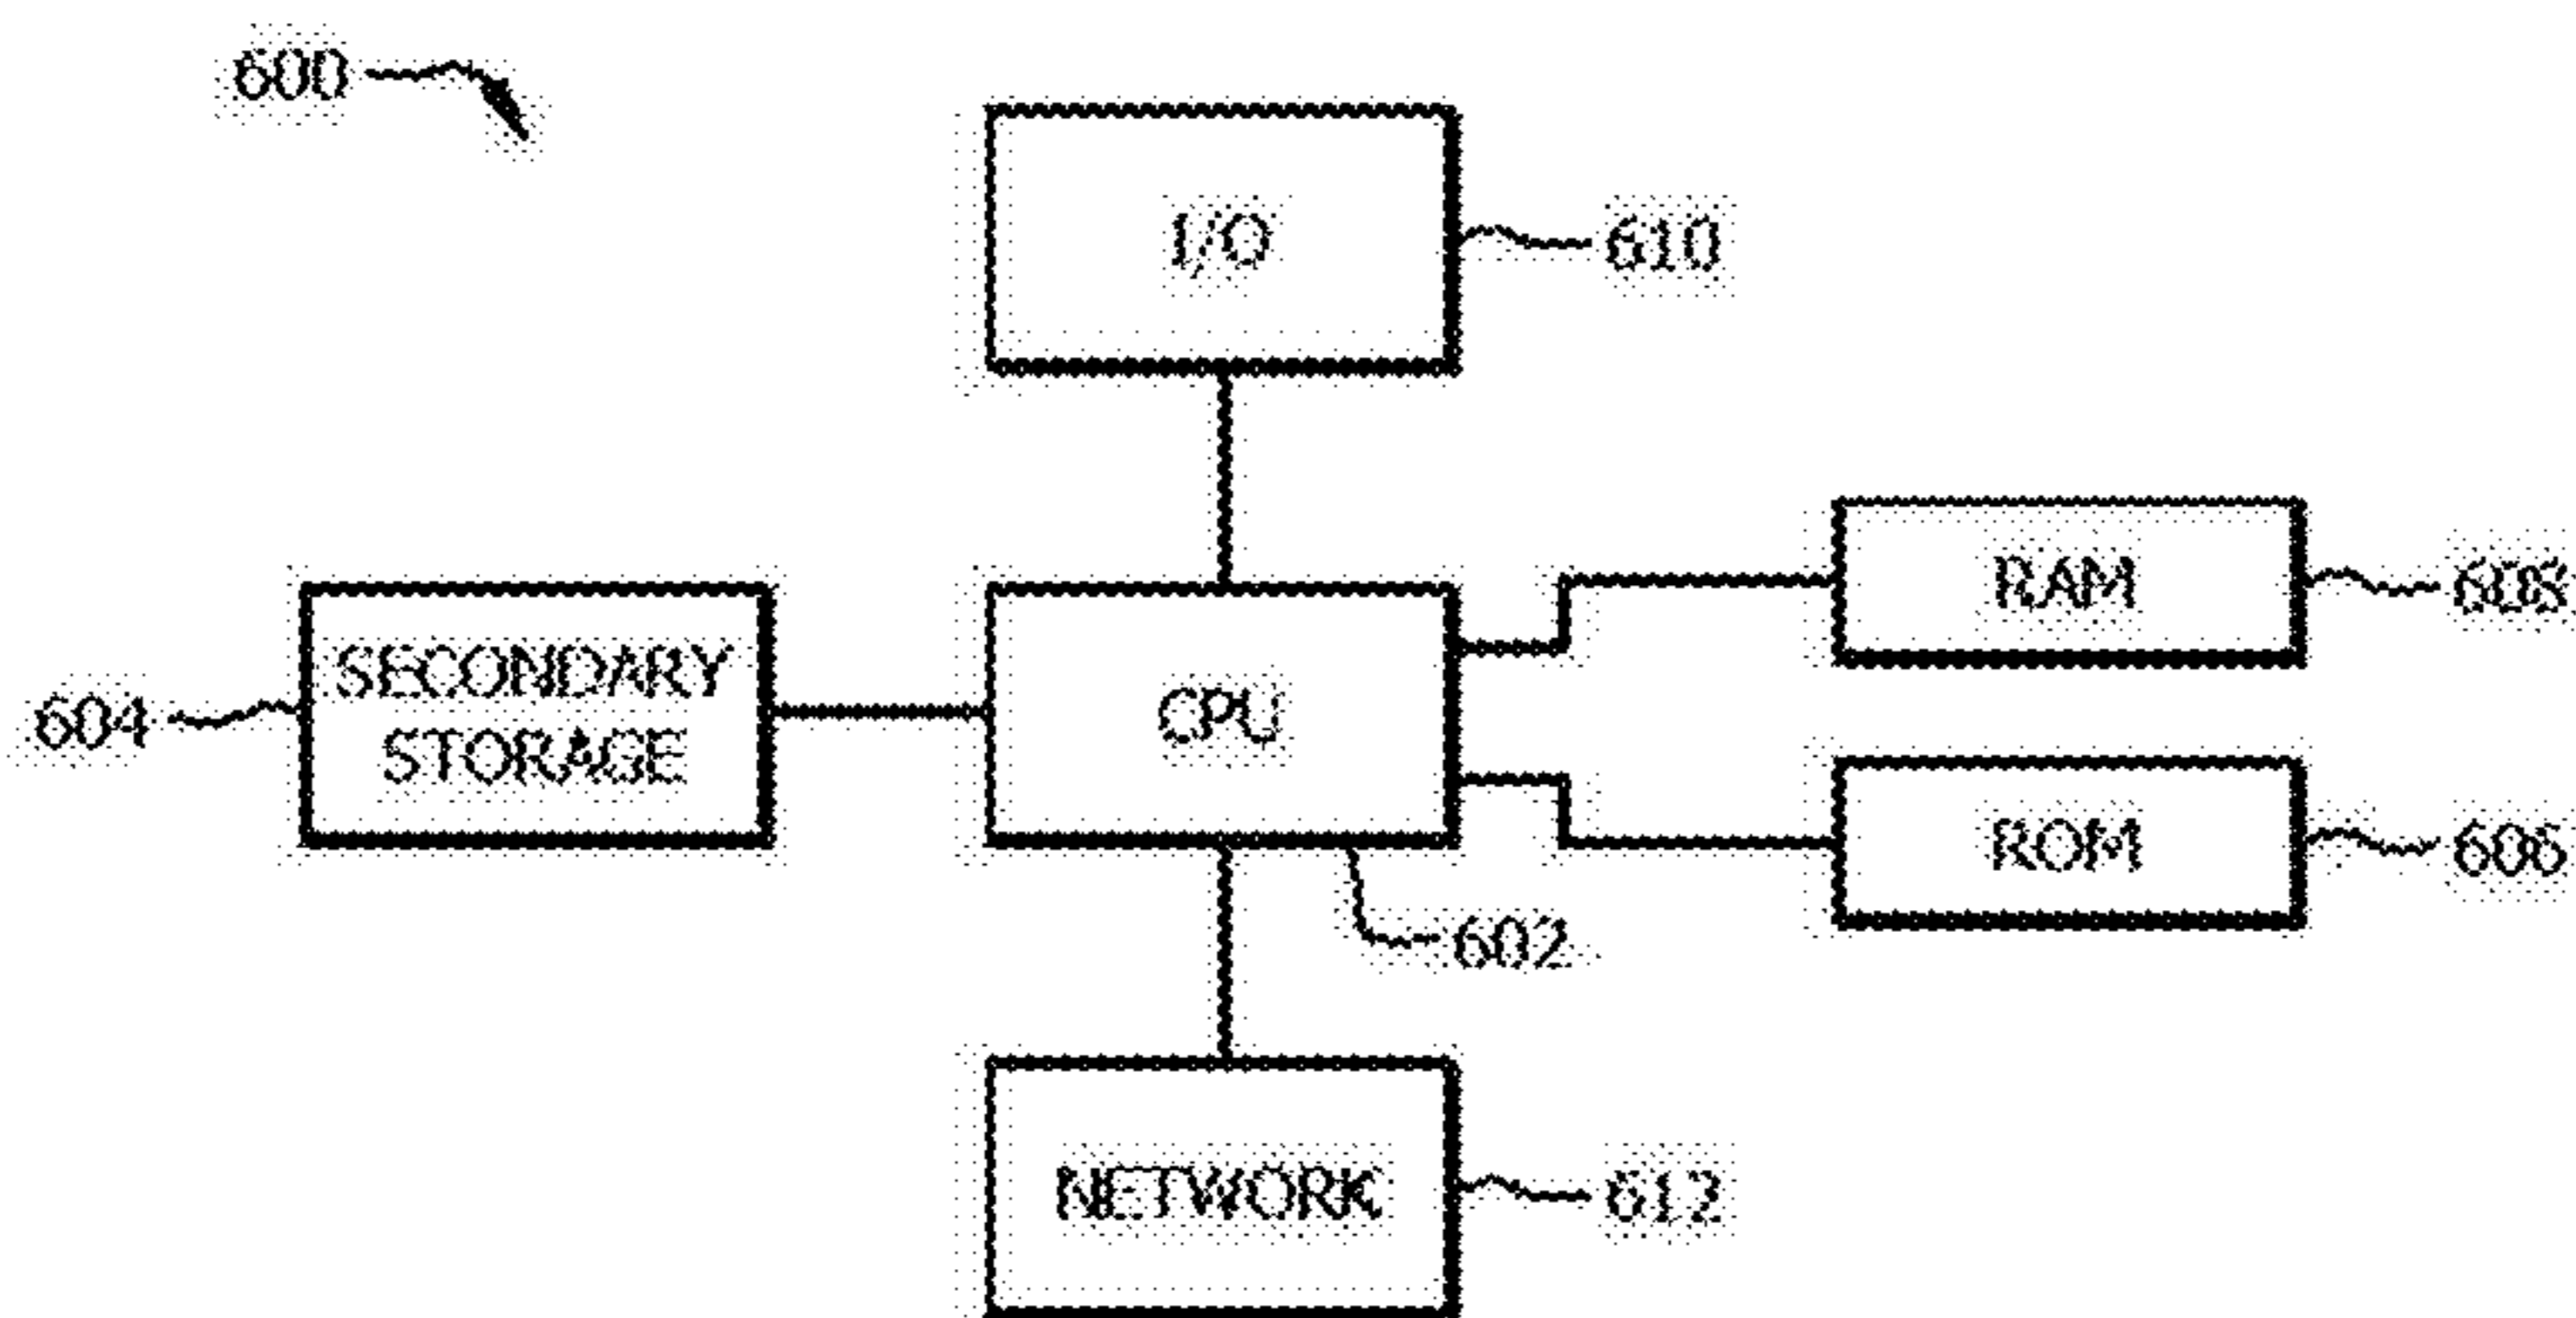 600
I/O
610
RAM
608
SECONDARY
STORAGE
604
CPU
ROM
606
602
NETWORK
612